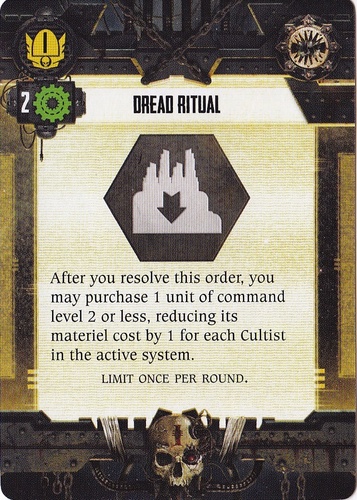 2
DREAD RITUAL
After you resolve this order, you
may purchase 1 unit of command
level 2 or less, reducing its
materiel cost by 1 for each Cultist
in the active system.
LIMIT ONCE PER ROUND.